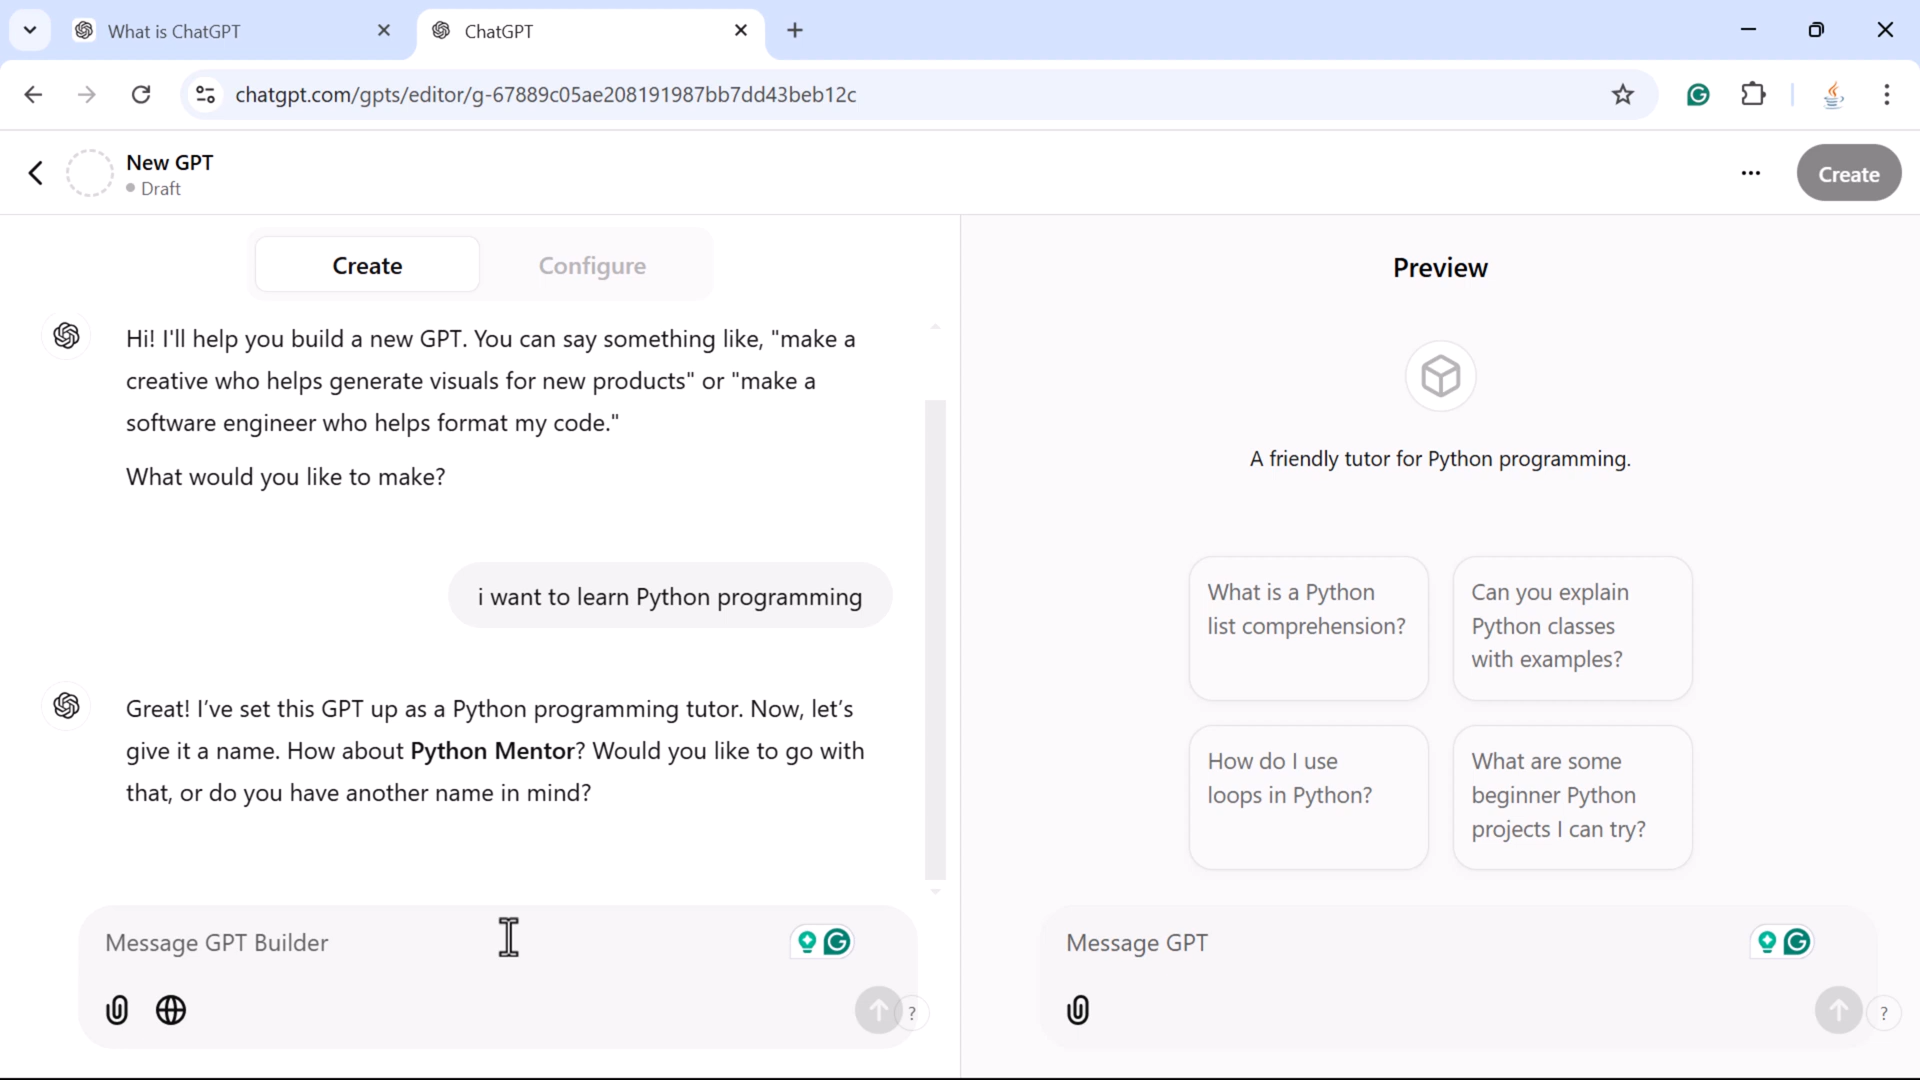 What is ChatGPT
ChatGPT
chatgpt.com/gpts/editor/g-67889c05ae208191987bb7dd43beb12c
New GPT
Draft
Create
Create
Configure
Hi! I'll help you build a new GPT. You can say something like, "make a
creative who helps generate visuals for new products" or "make a
software engineer who helps format my code."
What would you like to make?
i want to learn Python programming
Great! I've set this GPT up as a Python programming tutor. Now, let's
give it a name. How about Python Mentor? Would you like to go with
that, or do you have another name in mind?
Message GPT Builder
?
Preview
A friendly tutor for Python programming.
What is a Python
list comprehension?
Can you explain
Python classes
with examples?
How do I use
loops in Python?
What are some
beginner Python
projects I can try?
Message GPT
?